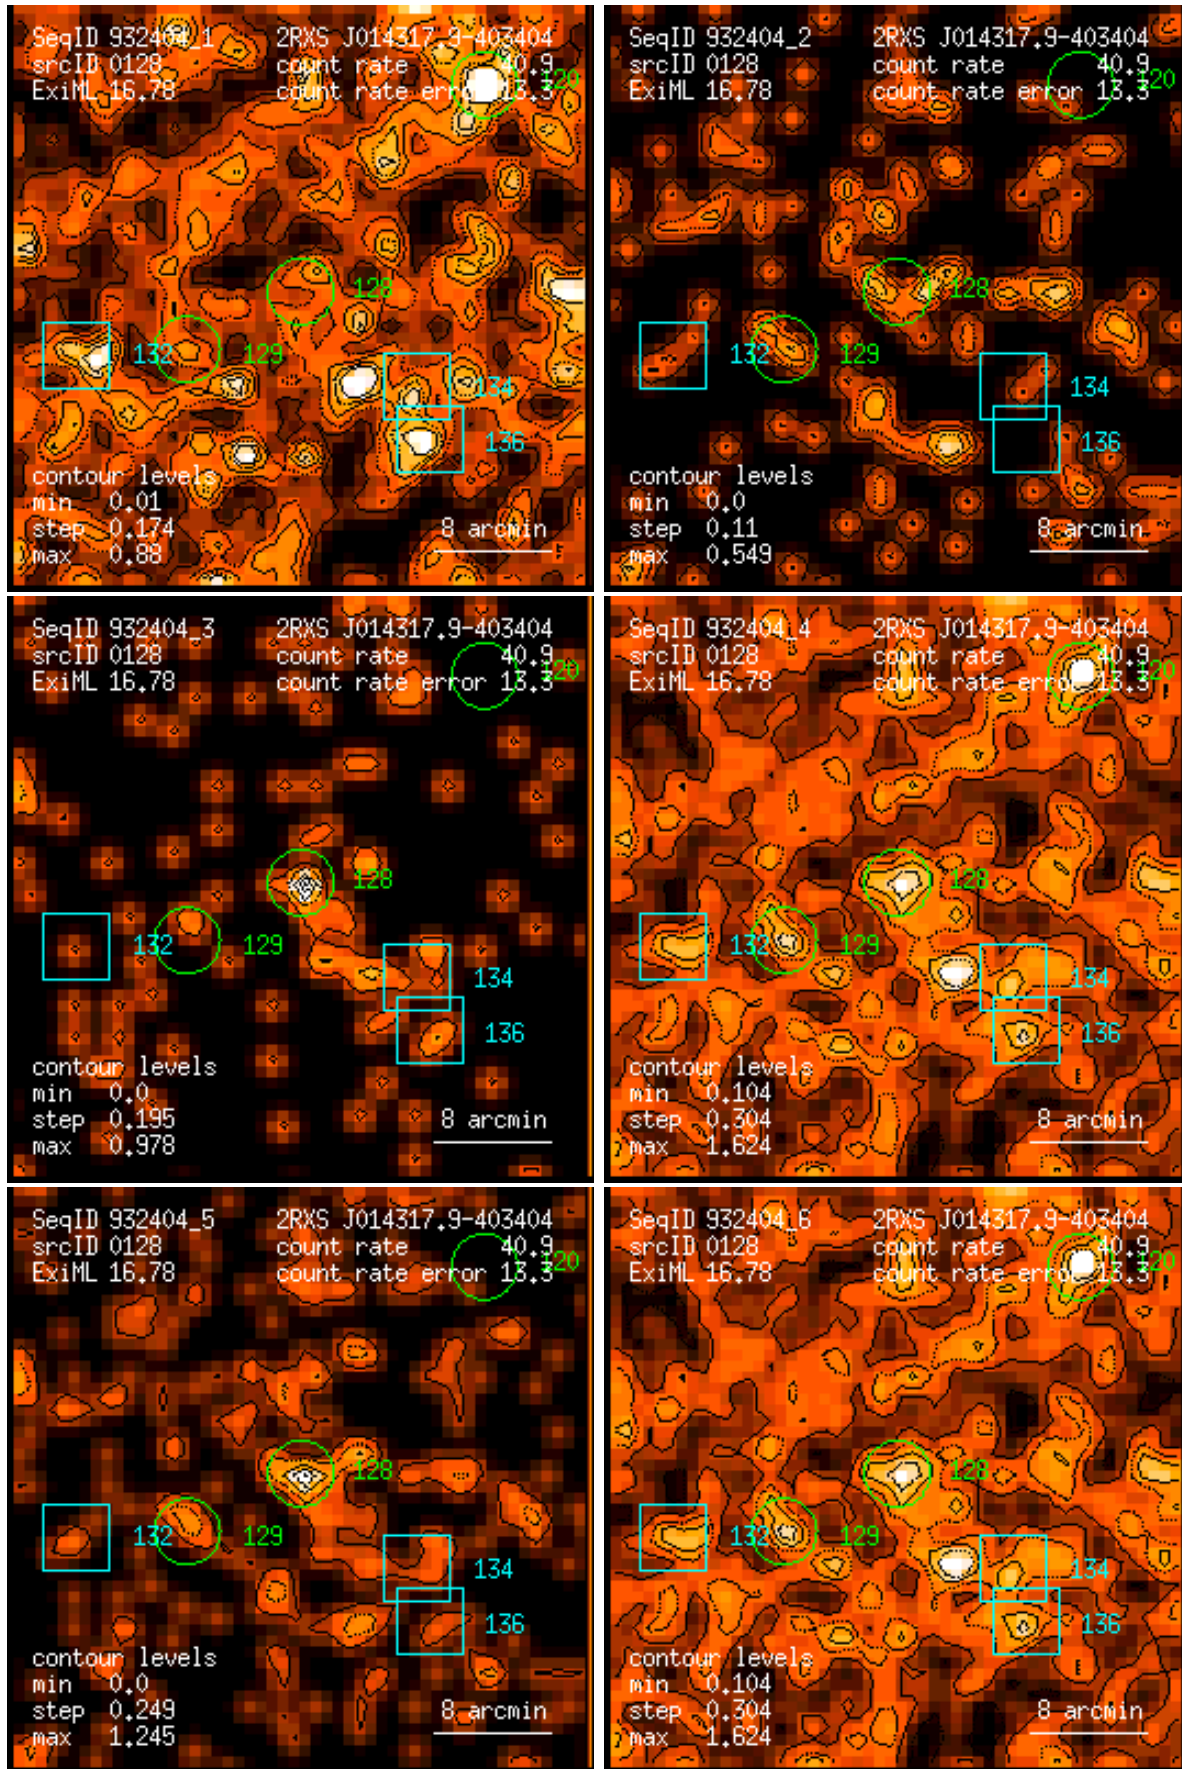 SeqID 932404_1 2RXS J014317.9-403404
srcID 0128 count rate 40.9
ExiML 16.78 count rate error 13.3
120
128
132 129
134
136
contour levels
min 0.01
step 0.174
max 0.88
8 arcmin
SeqID 932404_2 2RXS J014317.9-403404
srcID 0128 count rate 40.9
ExiML 16.78 count rate error 13.3
120
128
132 129
134
136
contour levels
min 0.0
step 0.11
max 0.549
8 arcmin
SeqID 932404_3 2RXS J014317.9-403404
srcID 0128 count rate 40.9
ExiML 16.78 count rate error 13.3
120
128
132 129
134
136
contour levels
min 0.0
step 0.195
max 0.978
8 arcmin
SeqID 932404_4 2RXS J014317.9-403404
srcID 0128 count rate 40.9
ExiML 16.78 count rate error 13.3
120
128
132 129
134
136
contour levels
min 0.104
step 0.304
max 1.624
8 arcmin
SeqID 932404_5 2RXS J014317.9-403404
srcID 0128 count rate 40.9
ExiML 16.78 count rate error 13.3
120
128
132 129
134
136
contour levels
min 0.0
step 0.249
max 1.245
8 arcmin
SeqID 932404_6 2RXS J014317.9-403404
srcID 0128 count rate 40.9
ExiML 16.78 count rate error 13.3
120
128
132 129
134
136
contour levels
min 0.104
step 0.304
max 1.624
8 arcmin